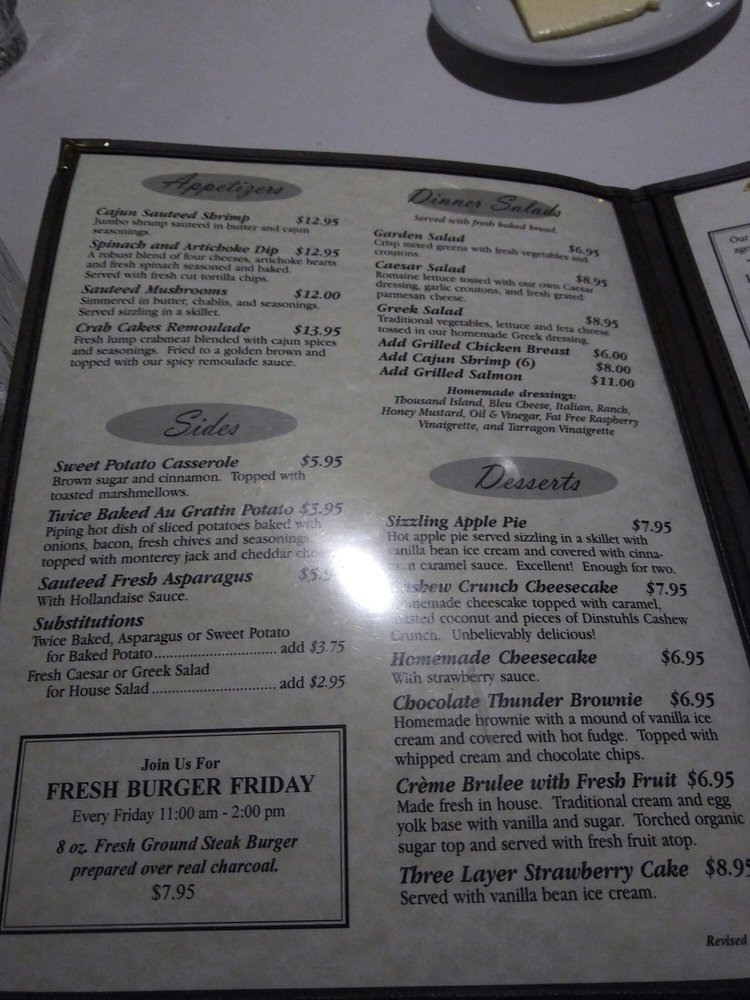 Appetizers
Cajun Sauteed Shrimp $12.95
Jumbo shrimp sauteed in butter and cajun
seasonings.
Spinach and Artichoke Dip $12.95
A robust blend of four cheeses, artichoke hearts
and fresh spinach seasoned and baked.
Served with fresh cut tortilla chips.
Sauteed Mushrooms $12.00
Simmered in butter, chablis, and seasonings.
Served sizzling in a skillet.
Crab Cakes Remoulade $13.95
Fresh lump crabmeat blended with cajun spices
and seasonings. Fried to a golden brown and
topped with our spicy remoulade sauce.
Sides
Sweet Potato Casserole $5.95
Brown sugar and cinnamon. Topped with
toasted marshmellows.
Twice Baked Au Gratin Potato $5.95
Piping hot dish of sliced potatoes baked with
onions, bacon, fresh chives and seasonings
topped with monterey jack and cheddar
Sauteed Fresh Asparagus
With Hollandaise Sauce.
Substitutions
Twice Baked, Asparagus or Sweet Potato
for Baked Potato ........................ add $3.75
Fresh Caesar or Greek Salad
for House Salad ........................ add $2.95
Join Us For
FRESH BURGER FRIDAY
Every Friday 11:00 am - 2:00 pm
8 oz. Fresh Ground Steak Burger
prepared over real charcoal.
$7.95
Dinner Salads
Served with fresh baked bread.
Garden Salad $6.95
Crisp mixed greens with fresh vegetables and
croutons.
Caesar Salad $8.95
Romaine lettuce tossed with our own Caesar
dressing, garlic croutons, and fresh grated
parmesan cheese.
Greek Salad $8.95
Traditional vegetables, lettuce and feta cheese
tossed in our homemade Greek dressing.
Add Grilled Chicken Breast $6.00
Add Cajun Shrimp (6) $8.00
Add Grilled Salmon $11.00
Homemade dressings:
Thousand Island, Bleu Cheese, Italian, Ranch,
Honey Mustard, Oil & Vinegar, Fat Free Raspberry
Vinaigrette, and Tarragon Vinaigrette
Desserts
Sizzling Apple Pie $7.95
Hot apple pie served sizzling in a skillet with
vanilla bean ice cream and covered with cinna-
mon caramel sauce. Excellent! Enough for two.
Cashew Crunch Cheesecake $7.95
Homemade cheescake topped with caramel,
toasted coconut and pieces of Dinstuhls Cashew
Crunch. Unbelievably delicious!
Homemade Cheesecake $6.95
With strawberry sauce.
Chocolate Thunder Brownie $6.95
Homemade brownie with a mound of vanilla ice
cream and covered with hot fudge. Topped with
whipped cream and chocolate chips.
Crème Brulee with Fresh Fruit $6.95
Made fresh in house. Traditional cream and egg
yolk base with vanilla and sugar. Torched organic
sugar top and served with fresh fruit atop.
Three Layer Strawberry Cake $8.95
Served with vanilla bean ice cream.
Revised
Our